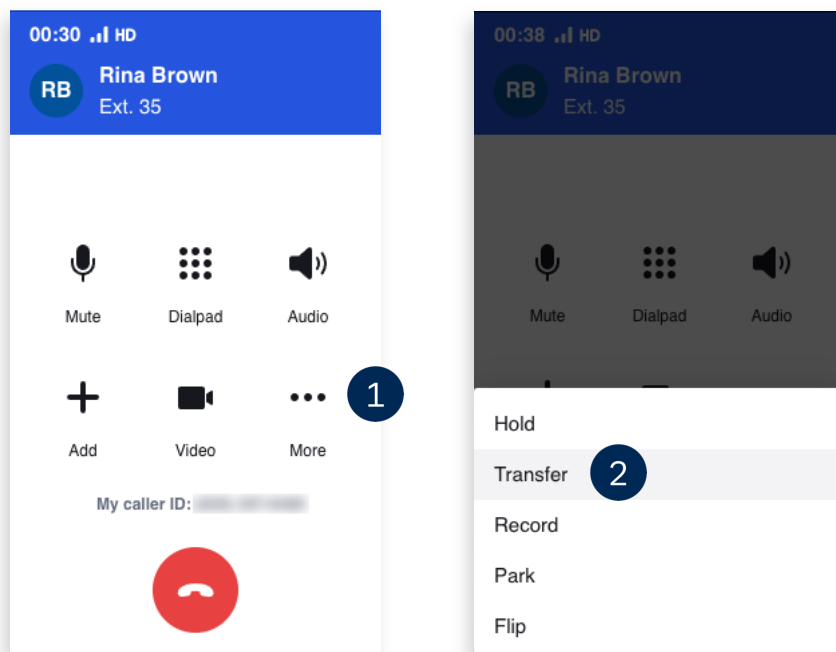 00:30 HD
RB
Rina Brown
Ext. 35
Mute Dialpad Audio
1
Add Video More
My caller ID:
00:38 HD
RB
Rina Brown
Ext. 35
Mute Dialpad Audio
Hold
Transfer 2
Record
Park
Flip